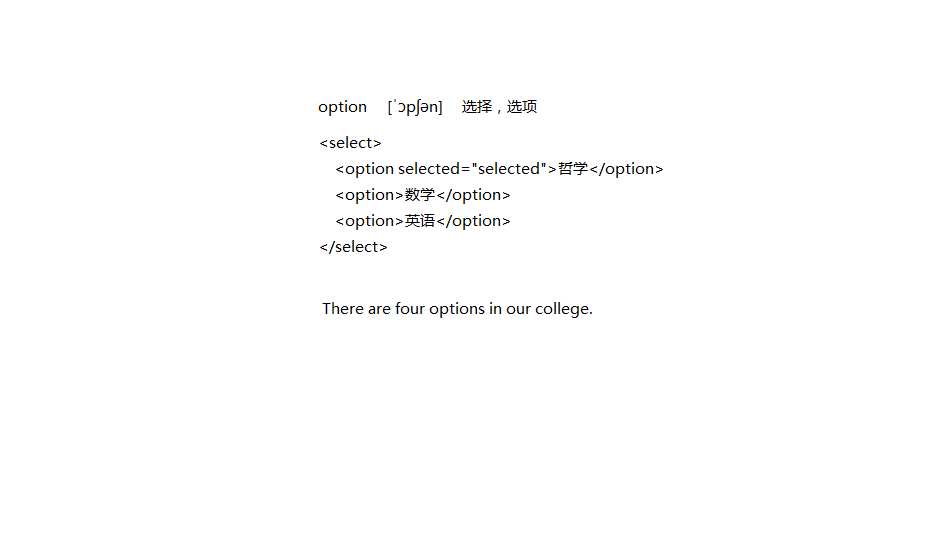 option [ˈɔpʃən] 选择，选项
<select>
<option selected="selected">哲学</option>
<option>数学</option>
<option>英语</option>
</select>
There are four options in our college.